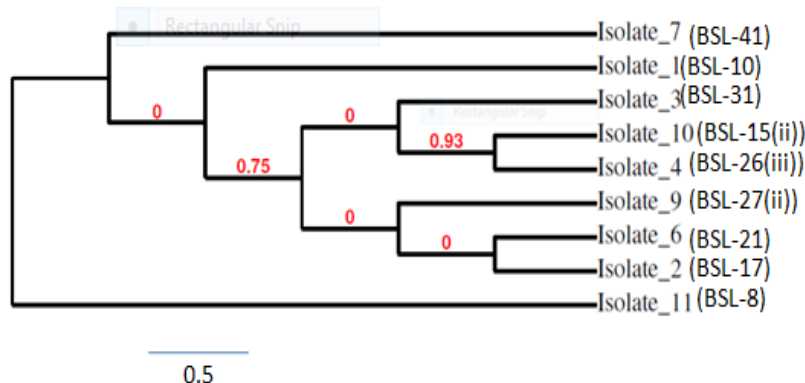 Rectangular Snip
Isolate_7 (BSL-41)
Isolate_1 (BSL-10)
0
Isolate_3 (BSL-31)
Rectangular Snip
0
Isolate_10 (BSL-15(ii))
0.93
Isolate_4 (BSL-26(iii))
0.75
Isolate_9 (BSL-27(ii))
0
Isolate_6 (BSL-21)
0
Isolate_2 (BSL-17)
Isolate_11 (BSL-8)
0.5